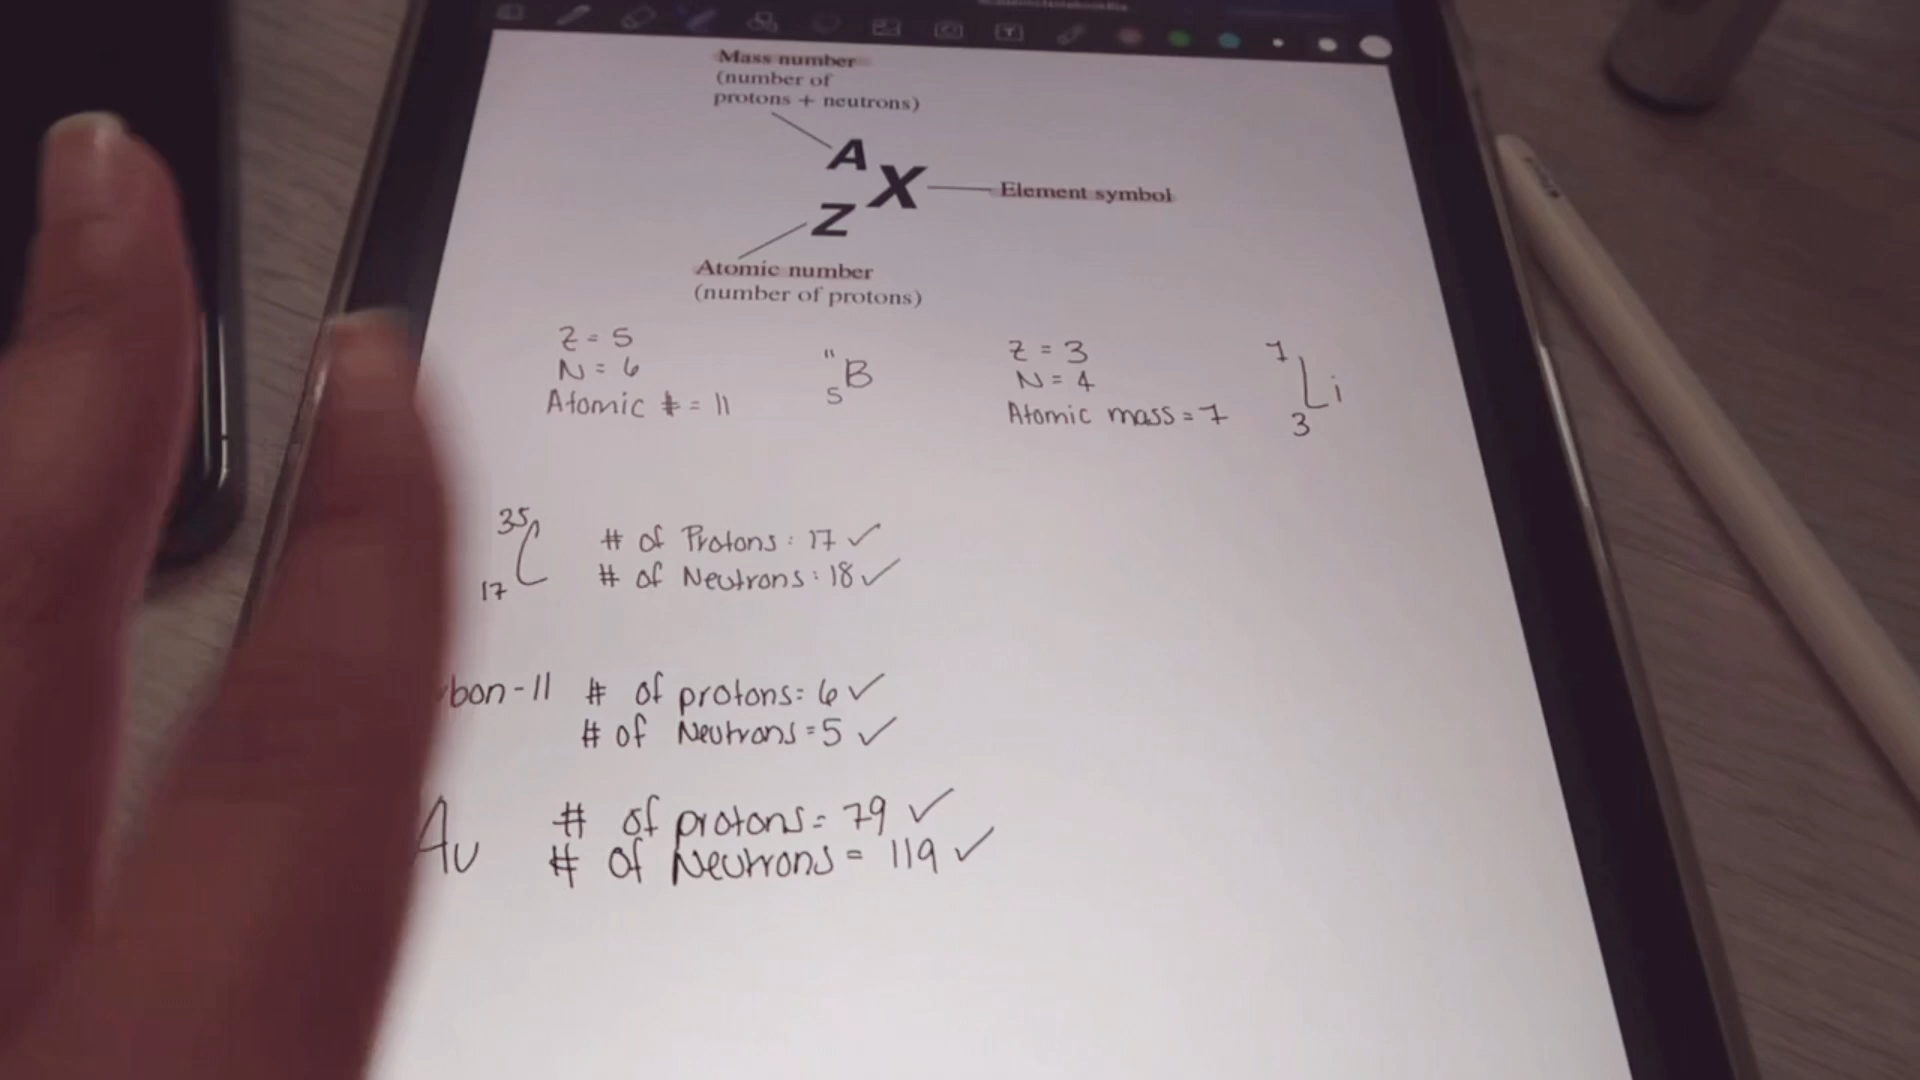 Mass number
(number of
protons + neutrons)
A
X
Element symbol
Z
Atomic number
(number of protons)
Z = 5
N = 6
Atomic # = 11
11
B
5
Z = 3
N = 4
Atomic mass = 7
7
Li
3
35
C
17
# of Protons: 17 ✓
# of Neutrons: 18 ✓
bon-11 # of protons: 6 ✓
# of Neutrons = 5 ✓
Au # of protons = 79 ✓
# of Neutrons = 119 ✓